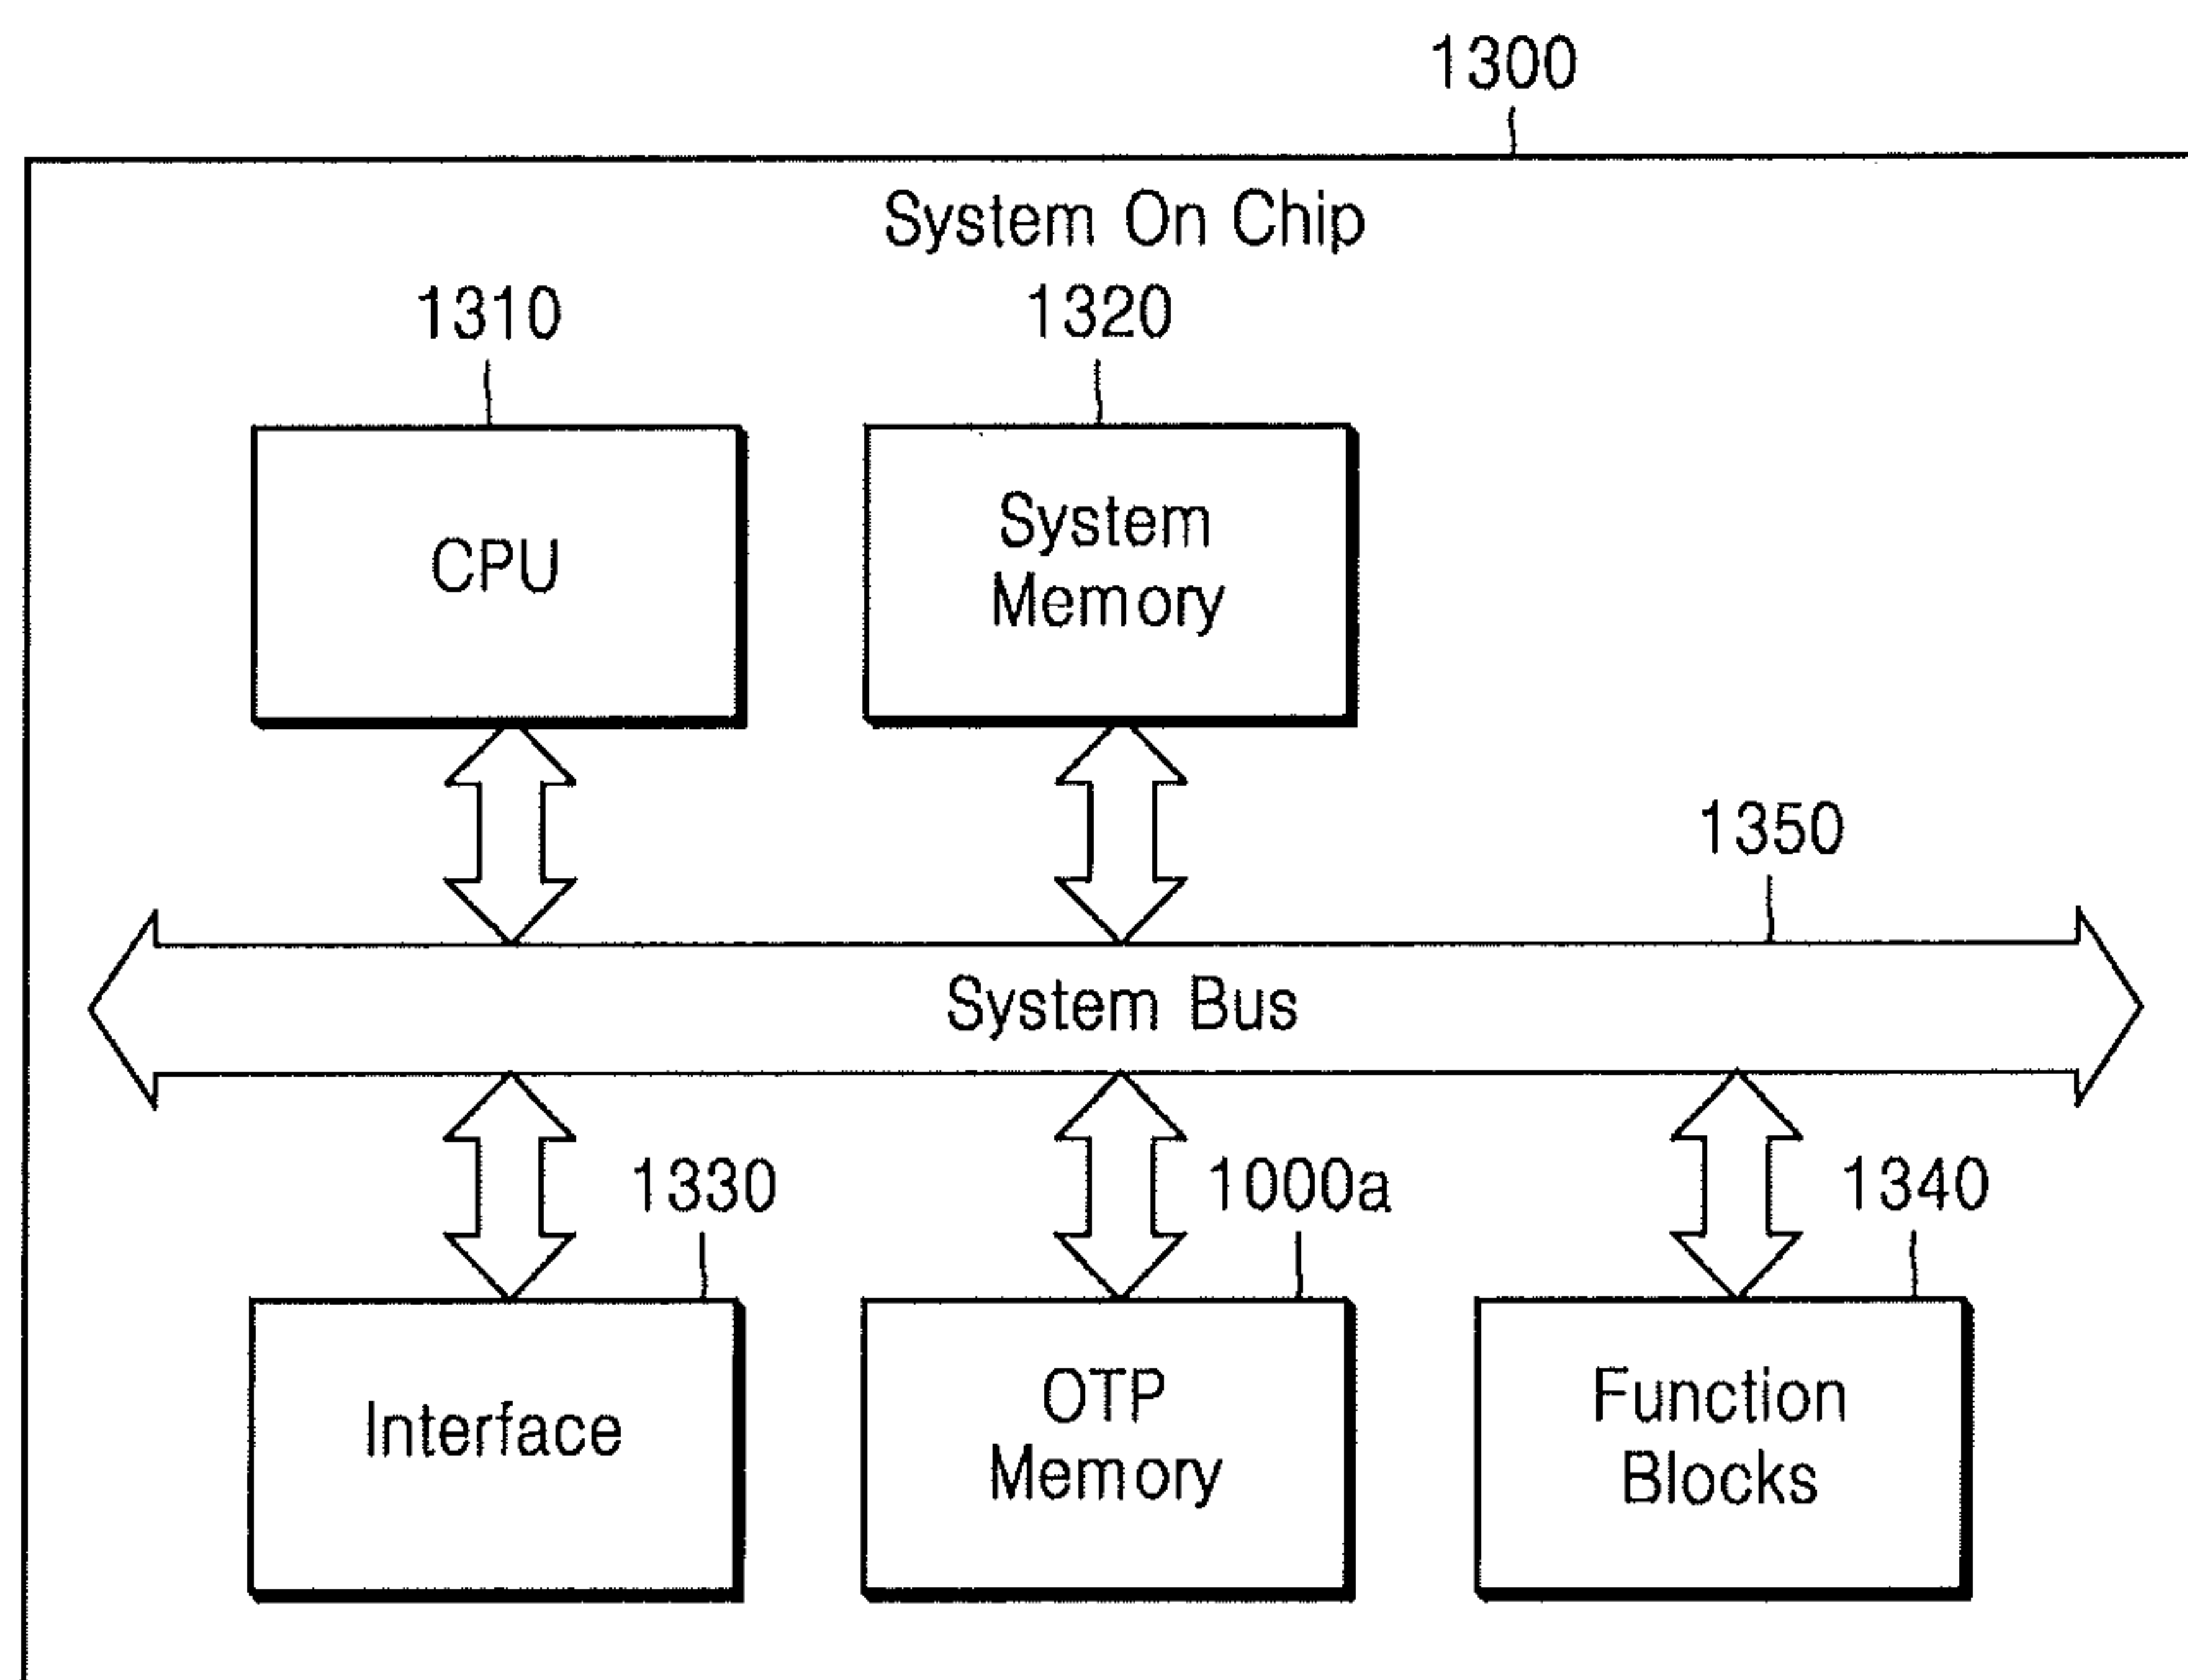 1300
System On Chip
1310
1320
CPU
System
Memory
1350
System Bus
1330
1000a
1340
Interface
OTP
Memory
Function
Blocks